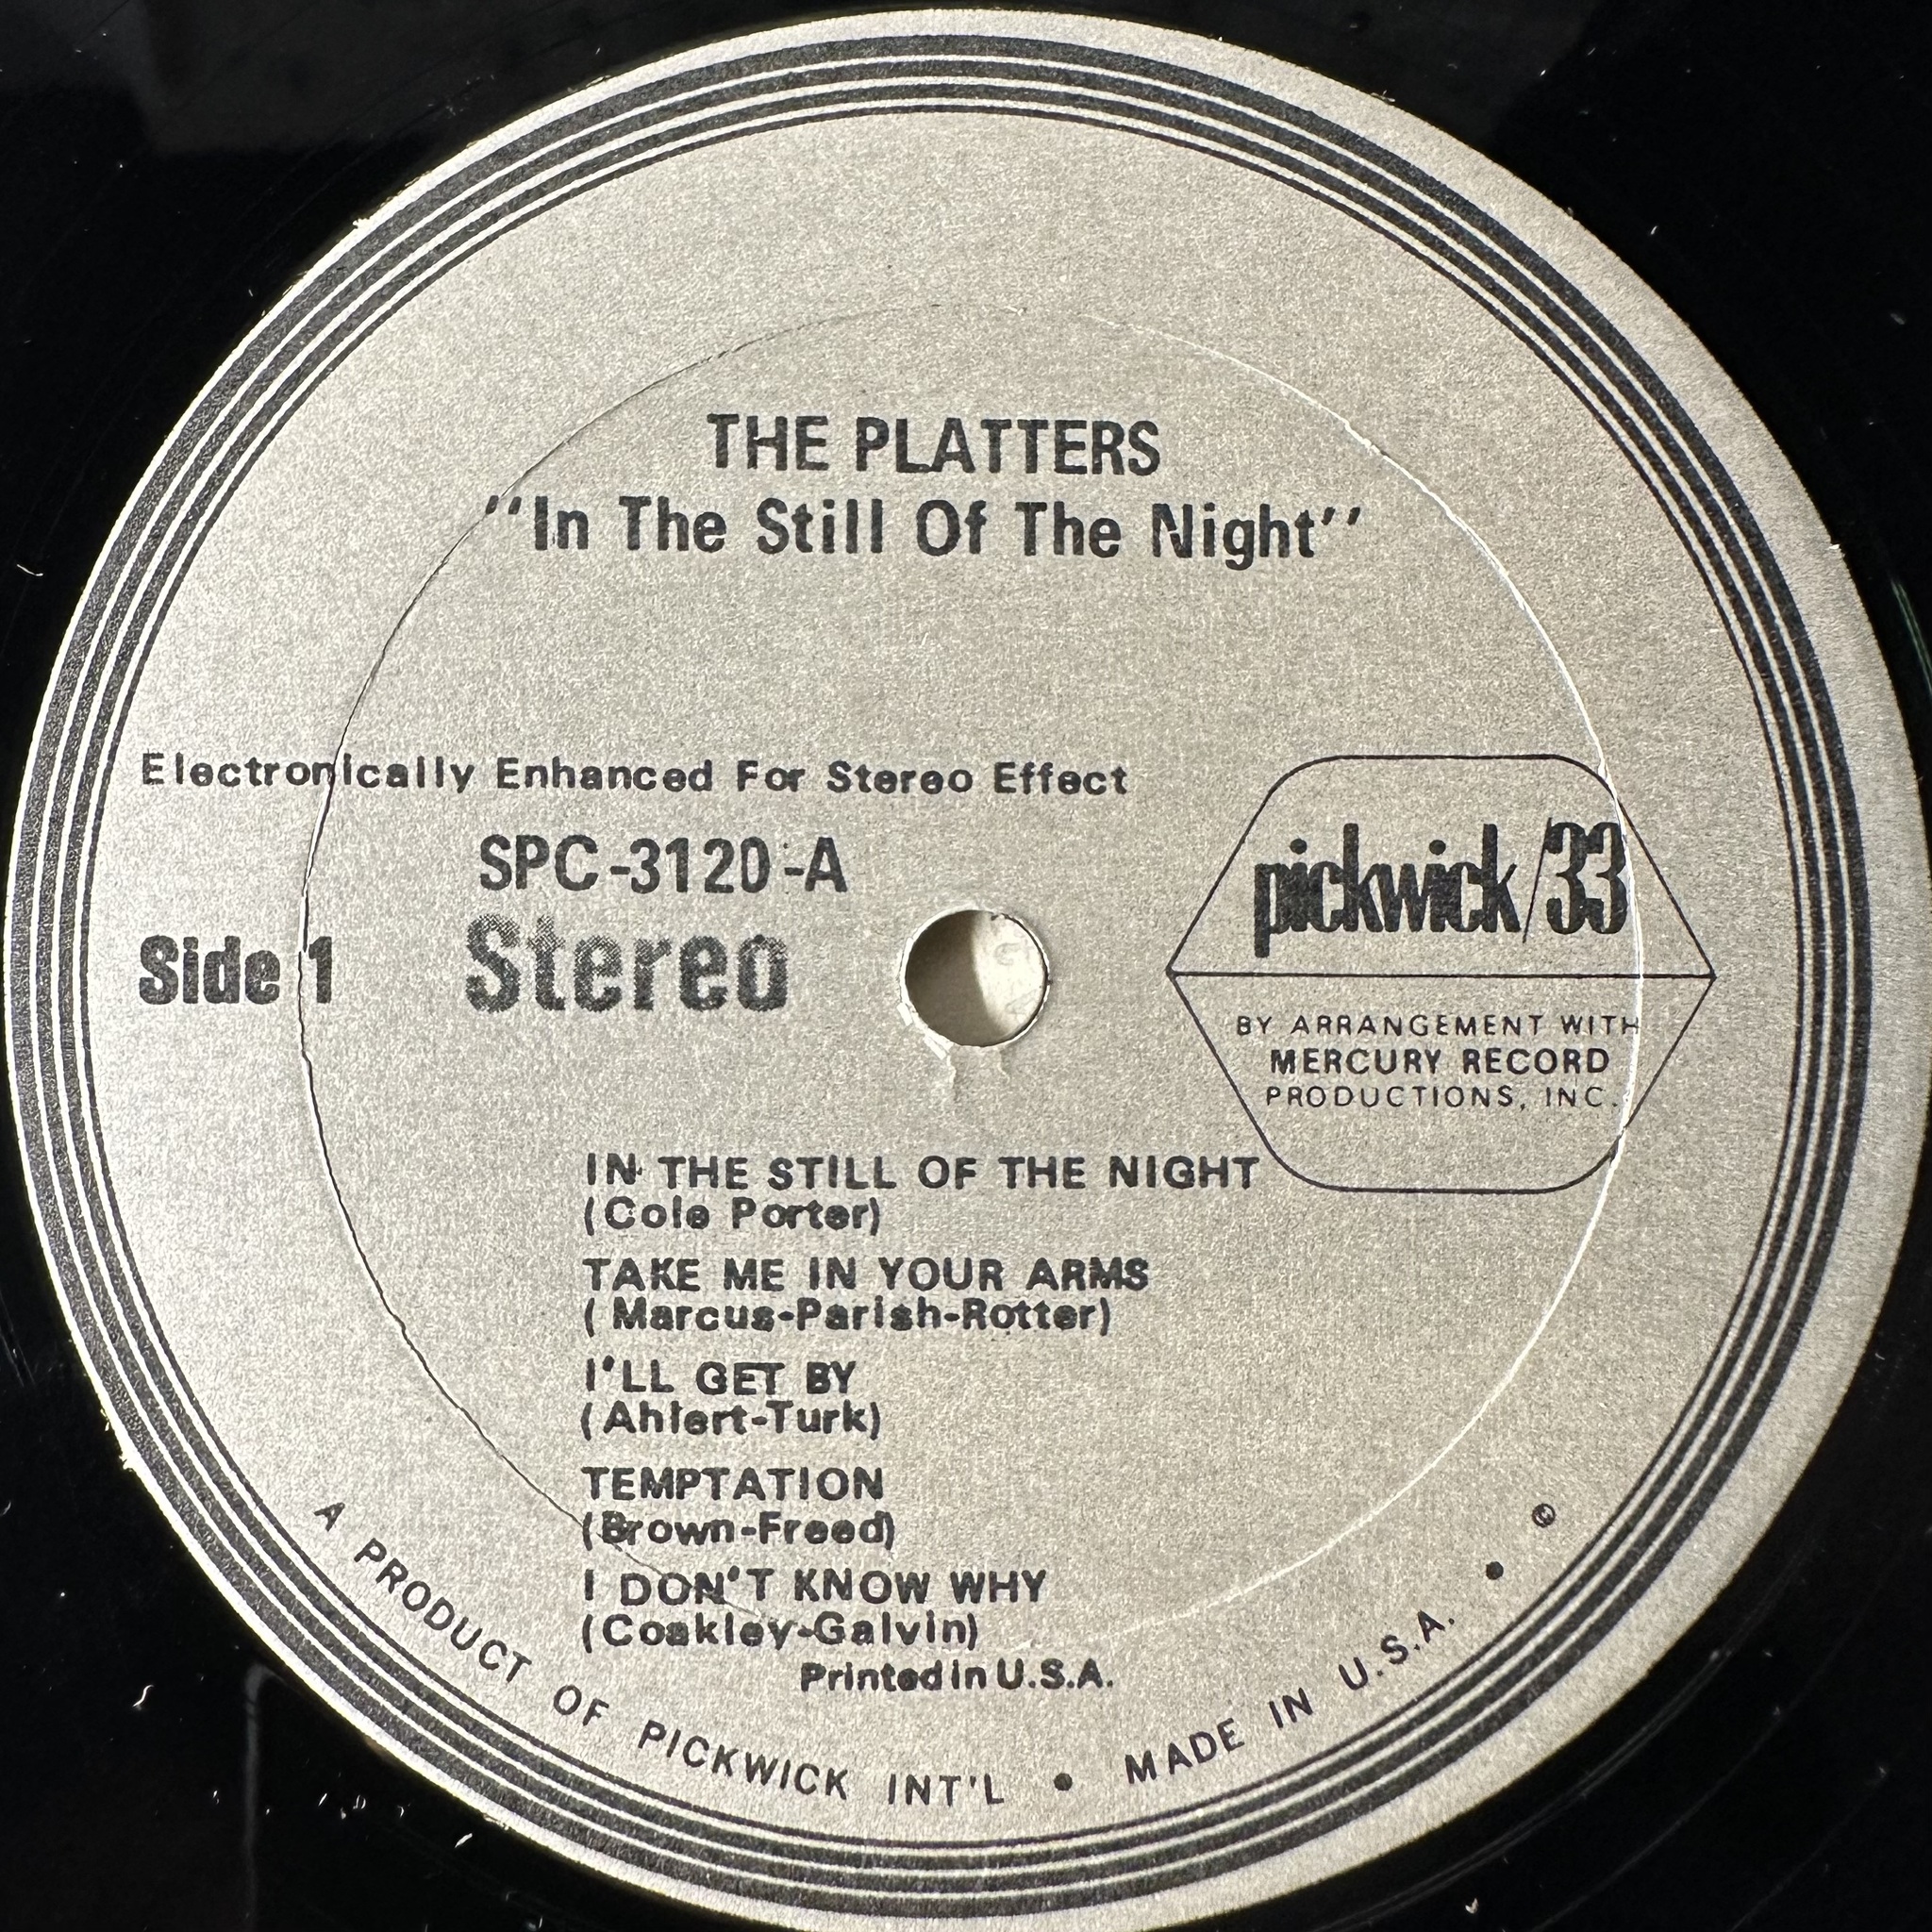 THE PLATTERS
"In The Still Of The Night"
Electronically Enhanced For Stereo Effect
SPC-3120-A
Side 1
Stereo
pickwick/33
BY ARRANGEMENT WITH
MERCURY RECORD
PRODUCTIONS, INC.
IN THE STILL OF THE NIGHT
(Cole Porter)
TAKE ME IN YOUR ARMS
( Marcus-Parish-Rotter)
I'LL GET BY
(Ahlert-Turk)
TEMPTATION
(Brown-Freed)
I DON'T KNOW WHY
(Coakley-Galvin)
Printed in U.S.A.
A PRODUCT OF PICKWICK INT'L • MADE IN U.S.A. • ©